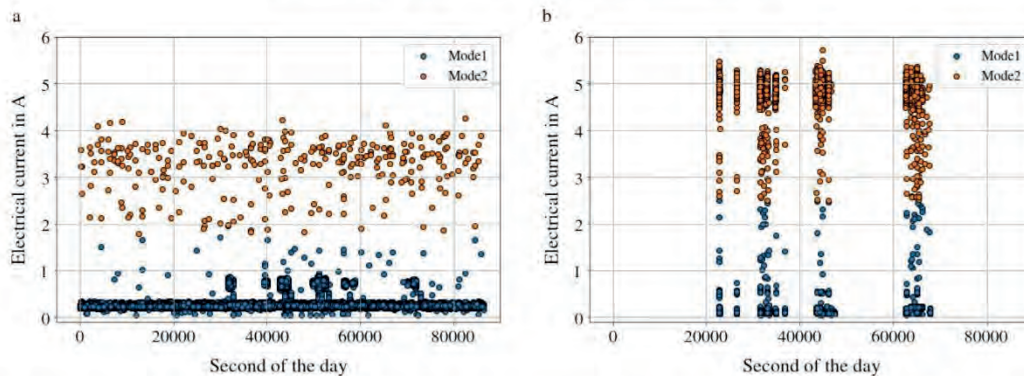 a
6
5
4
3
2
1
0
Electrical current in A
Mode1
Mode2
0 20000 40000 60000 80000
Second of the day
b
6
5
4
3
2
1
0
Electrical current in A
Mode1
Mode2
0 20000 40000 60000 80000
Second of the day